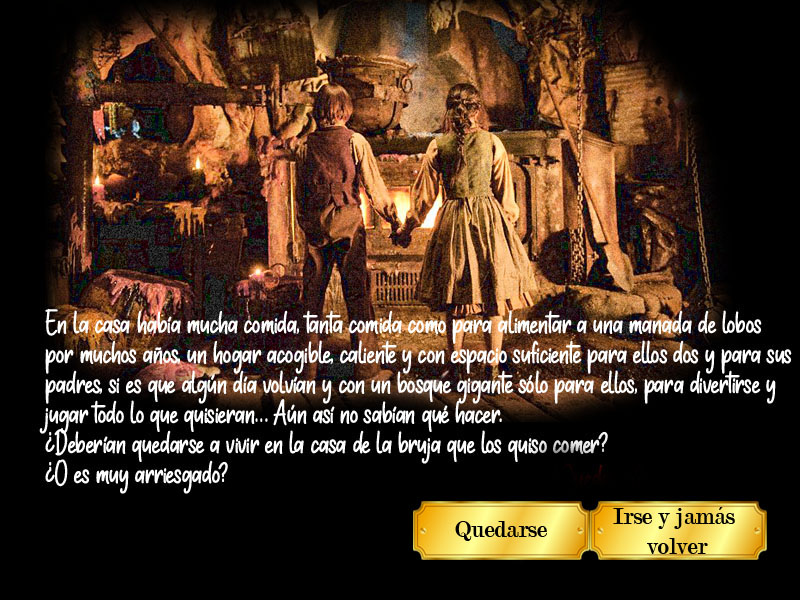 En la casa había mucha comida, tanta comida como para alimentar a una manada de lobos
por muchos años, un hogar acogible, caliente y con espacio suficiente para ellos dos y para sus
padres, si es que algún día volvían y con un bosque gigante sólo para ellos, para divertirse y
jugar todo lo que quisieran... Aún así no sabían qué hacer.
¿Deberían quedarse a vivir en la casa de la bruja que los quiso comer?
¿O es muy arriesgado?
Quedarse
Irse y jamás
volver